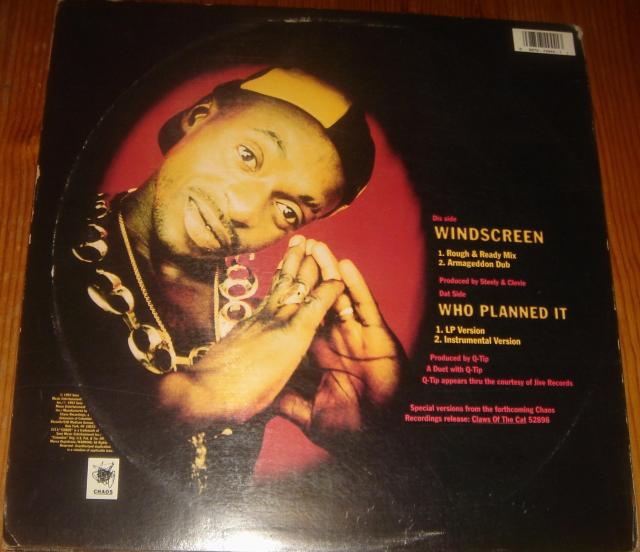 Dis side
WINDSCREEN
1. Rough & Ready Mix
2. Armageddon Dub
Produced by Steely & Clevie
Dat Side
WHO PLANNED IT
1. LP Version
2. Instrumental Version
Produced by Q-Tip
A Duet with Q-Tip
Q-Tip appears thru the courtesy of Jive Records
Special versions from the forthcoming Chaos
Recordings release: Claws Of The Cat 52896
CHAOS